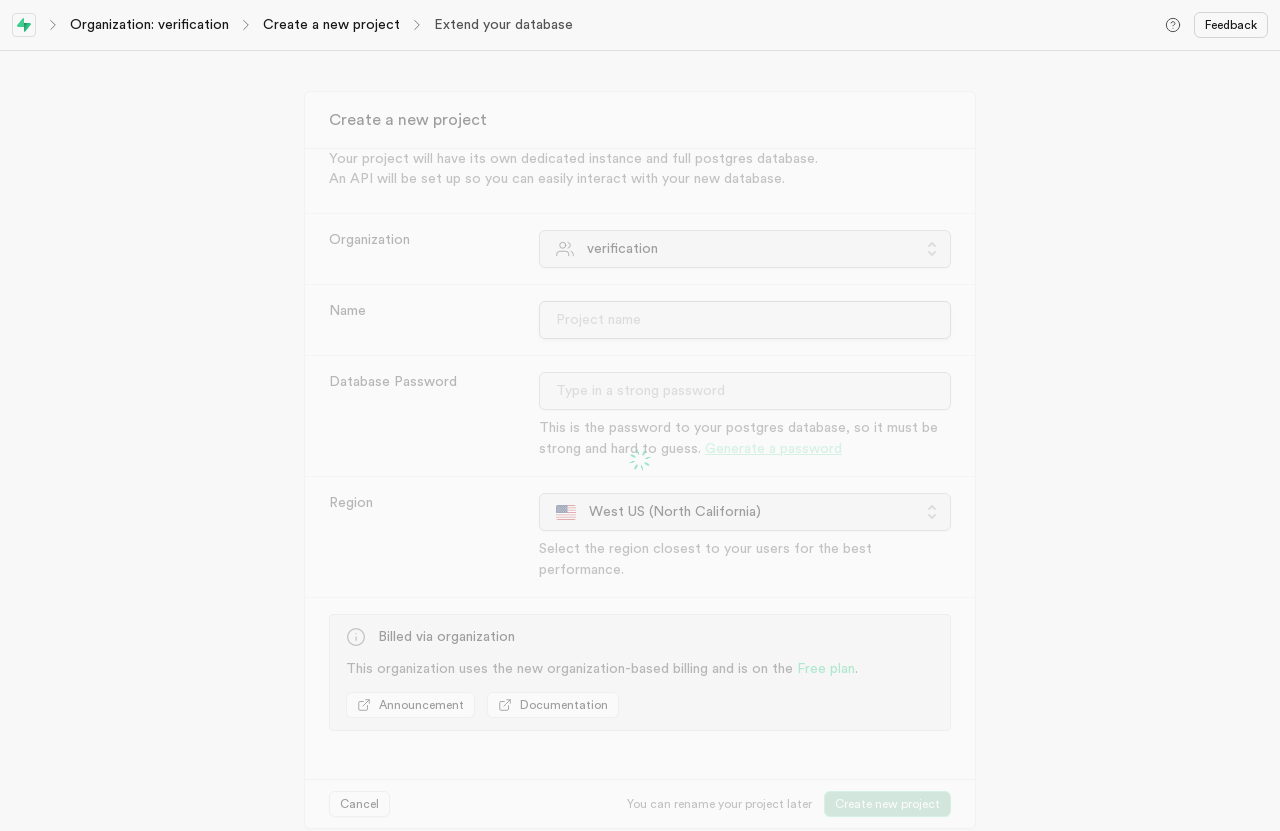 Organization: verification
Create a new project
Extend your database
Feedback
Create a new project
Your project will have its own dedicated instance and full postgres database.
An API will be set up so you can easily interact with your new database.
Organization
verification
Name
Project name
Database Password
Type in a strong password
This is the password to your postgres database, so it must be
strong and hard to guess. Generate a password
Region
West US (North California)
Select the region closest to your users for the best
performance.
Billed via organization
This organization uses the new organization-based billing and is on the Free plan.
Announcement
Documentation
Cancel
You can rename your project later
Create new project